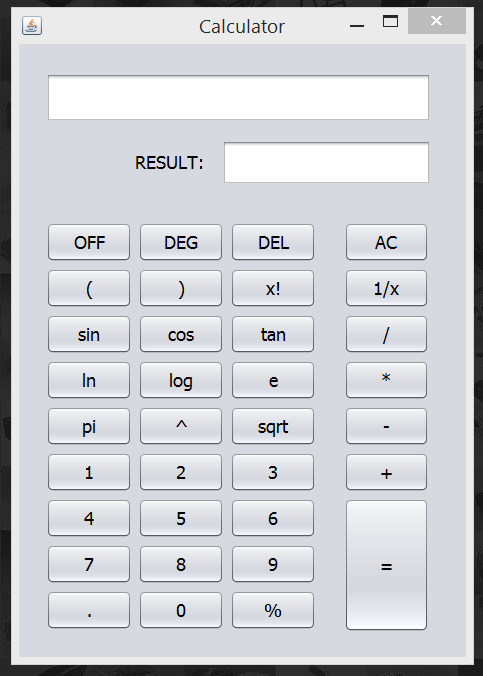 Calculator
RESULT:
OFF DEG DEL AC
( ) x! 1/x
sin cos tan /
ln log e *
pi ^ sqrt -
1 2 3 +
4 5 6
7 8 9 =
. 0 %